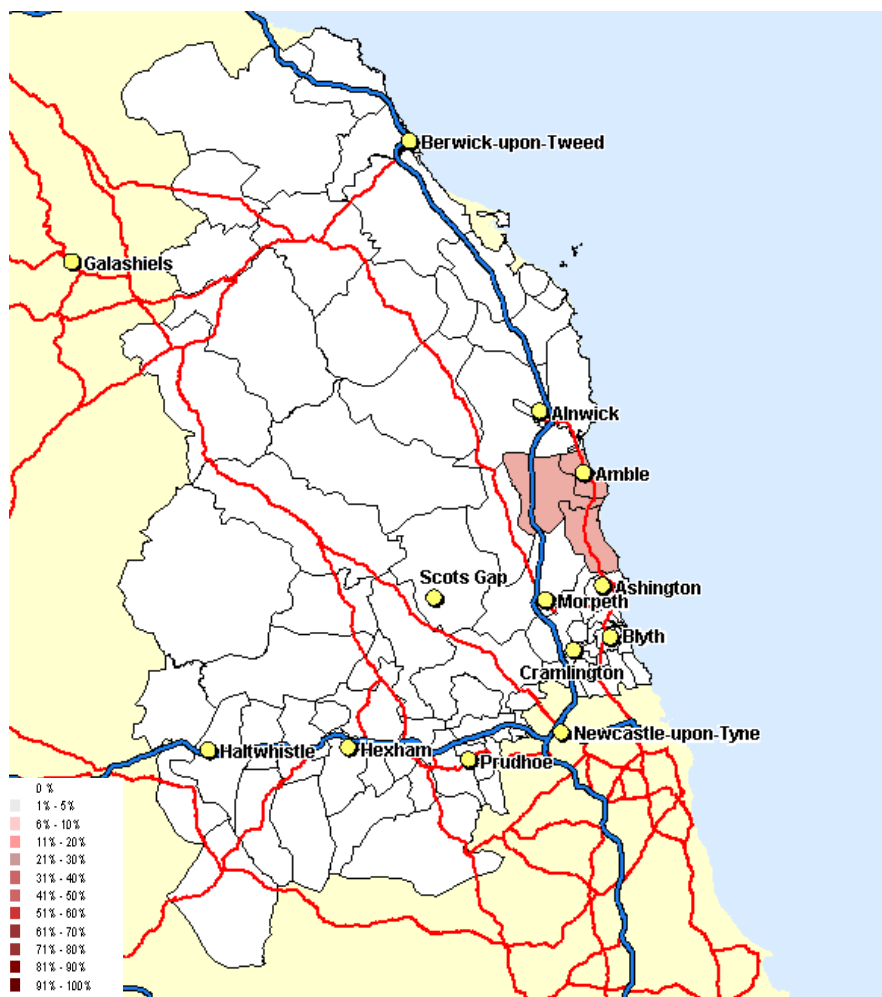 Berwick-upon-Tweed
Galashiels
Alnwick
Amble
Scots Gap
Ashington
Morpeth
Blyth
Cramlington
Newcastle-upon-Tyne
Haltwhistle
Hexham
Prudhoe
0 %
1% - 5%
6% - 10%
11% - 20%
21% - 30%
31% - 40%
41% - 50%
51% - 60%
61% - 70%
71% - 80%
81% - 90%
91% - 100%